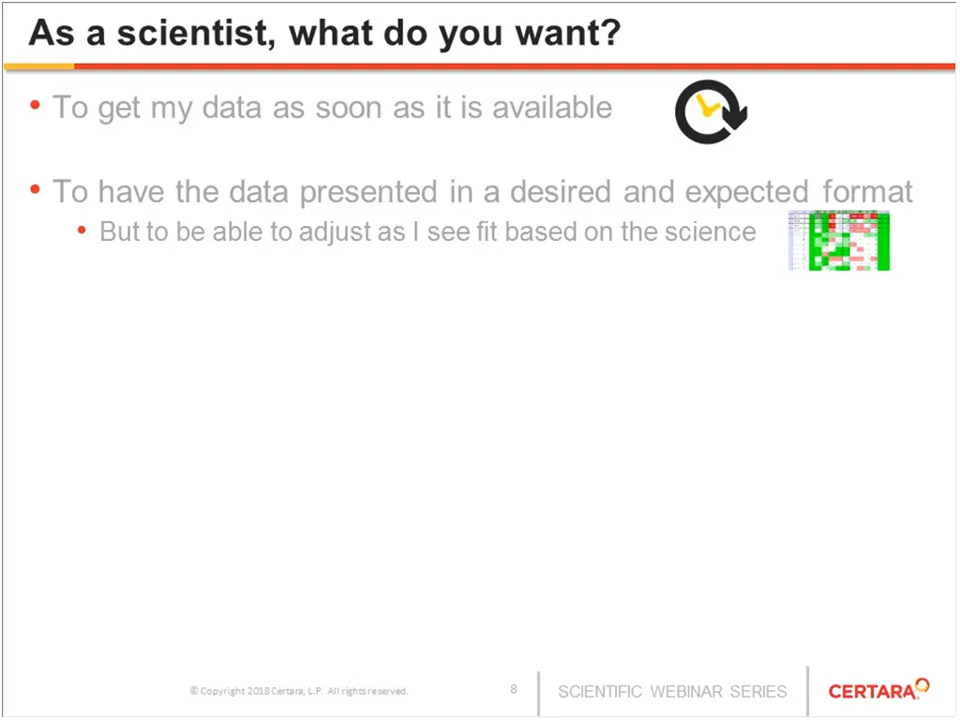 As a scientist, what do you want?
• To get my data as soon as it is available
• To have the data presented in a desired and expected format
• But to be able to adjust as I see fit based on the science
© Copyright 2018 Certara, L.P. All rights reserved.
8
SCIENTIFIC WEBINAR SERIES
CERTARA